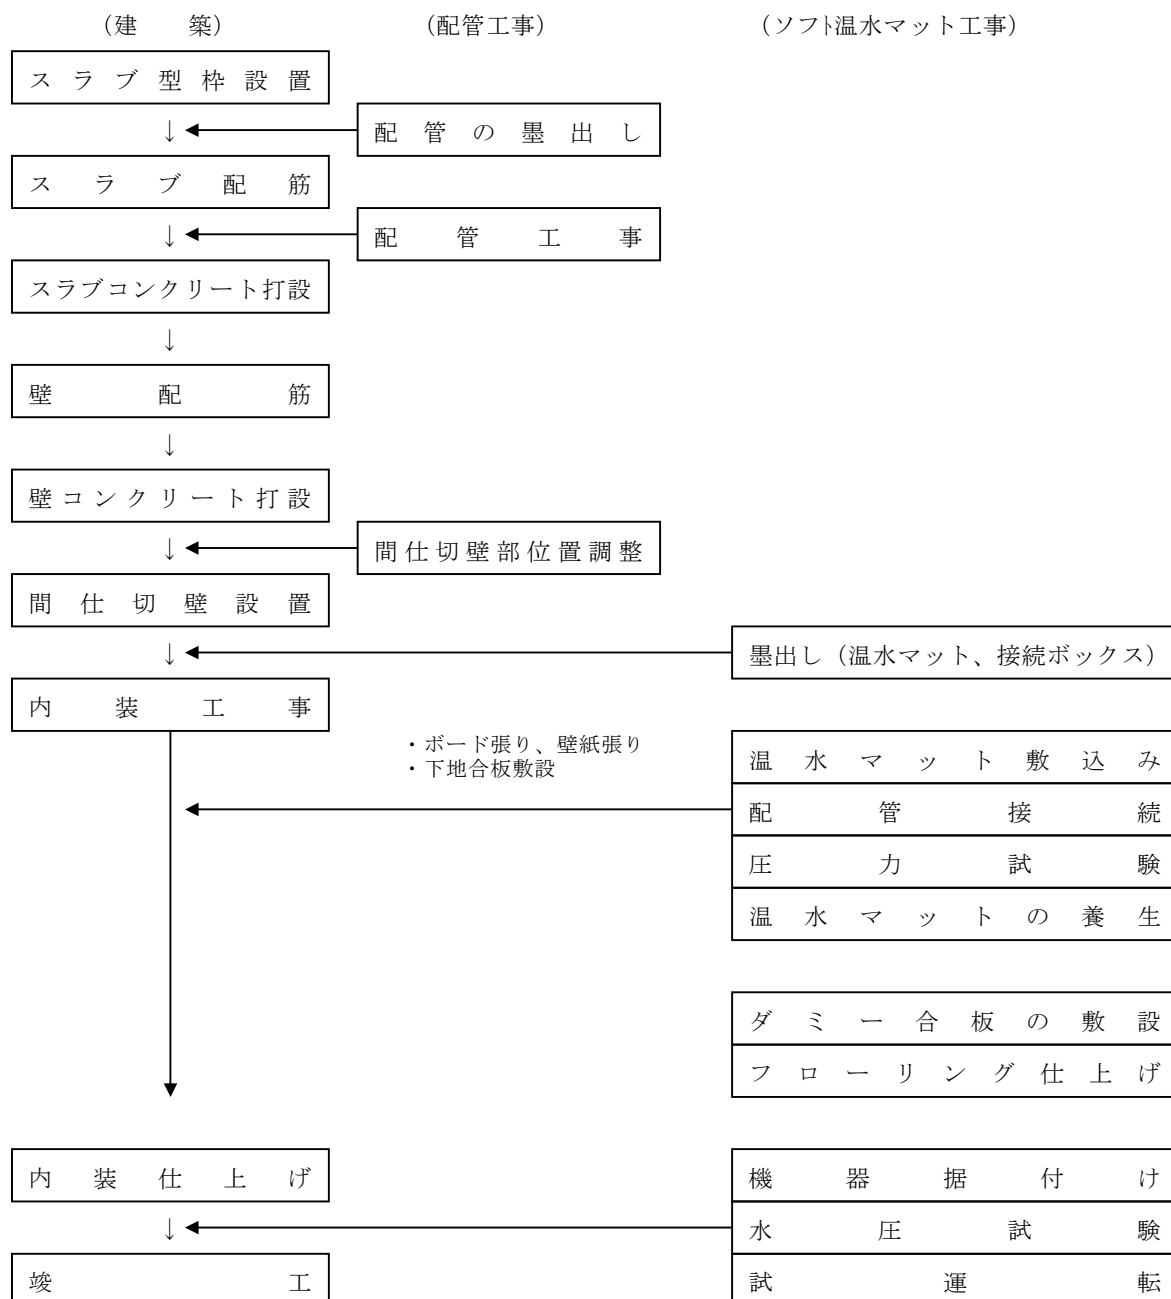 (建　築)　(配管工事)　(ソフト温水マット工事)
スラブ型枠設置
↓
配管の墨出し
スラブ配筋
↓
配管工事
スラブコンクリート打設
↓
壁配筋
↓
壁コンクリート打設
↓
間仕切壁部位置調整
間仕切壁設置
↓
墨出し（温水マット、接続ボックス）
内装工事
・ボード張り、壁紙張り
・下地合板敷設
温水マット敷込み
配管接続
圧力試験
温水マットの養生
ダミー合板の敷設
フローリング仕上げ
内装仕上げ
機器据付け
↓
水圧試験
竣工
試運転